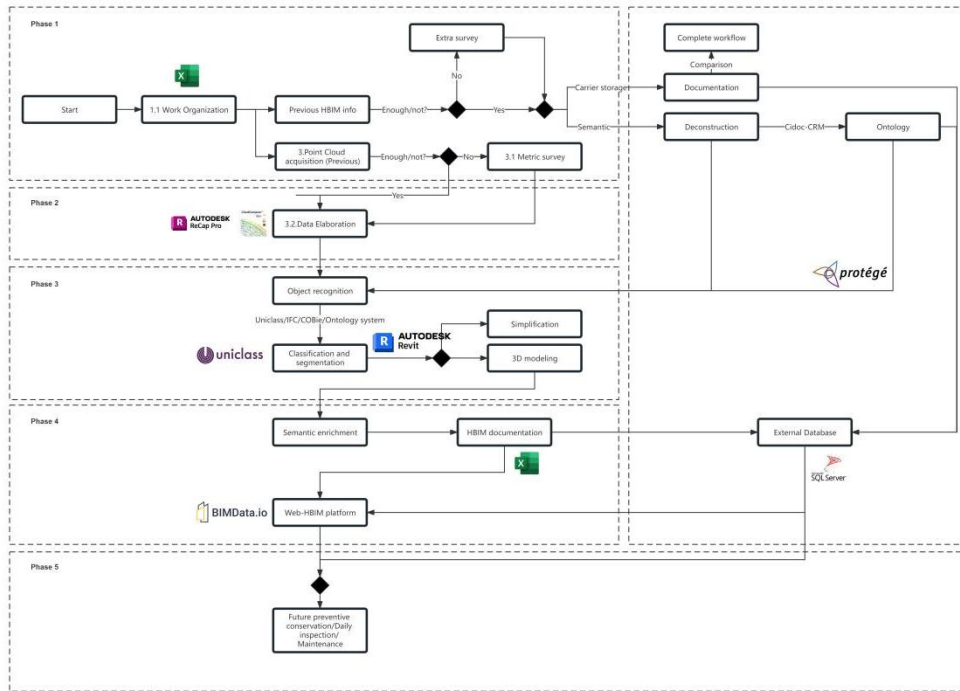 Phase 1
Extra survey
Complete workflow
No
Comparison
Carrier storage
Documentation
Start
1.1 Work Organization
Previous HBIM info
Enough/not?
Yes
Semantic
Deconstruction
Cidoc-CRM
Ontology
3.Point Cloud
acquisition (Previous)
Enough/not?
No
3.1 Metric survey
Yes
Phase 2
AUTODESK
ReCap Pro
3.2.Data Elaboration
protégé
Phase 3
Object recognition
Uniclass/IFC/COBie/Ontology system
Simplification
uniclass
Classification and
segmentation
R
AUTODESK
Revit
3D modeling
Phase 4
Semantic enrichment
HBIM documentation
External Database
SQL Server
BIMData.io
Web-HBIM platform
Phase 5
Future preventive
conservation/Daily
inspection/
Maintenance